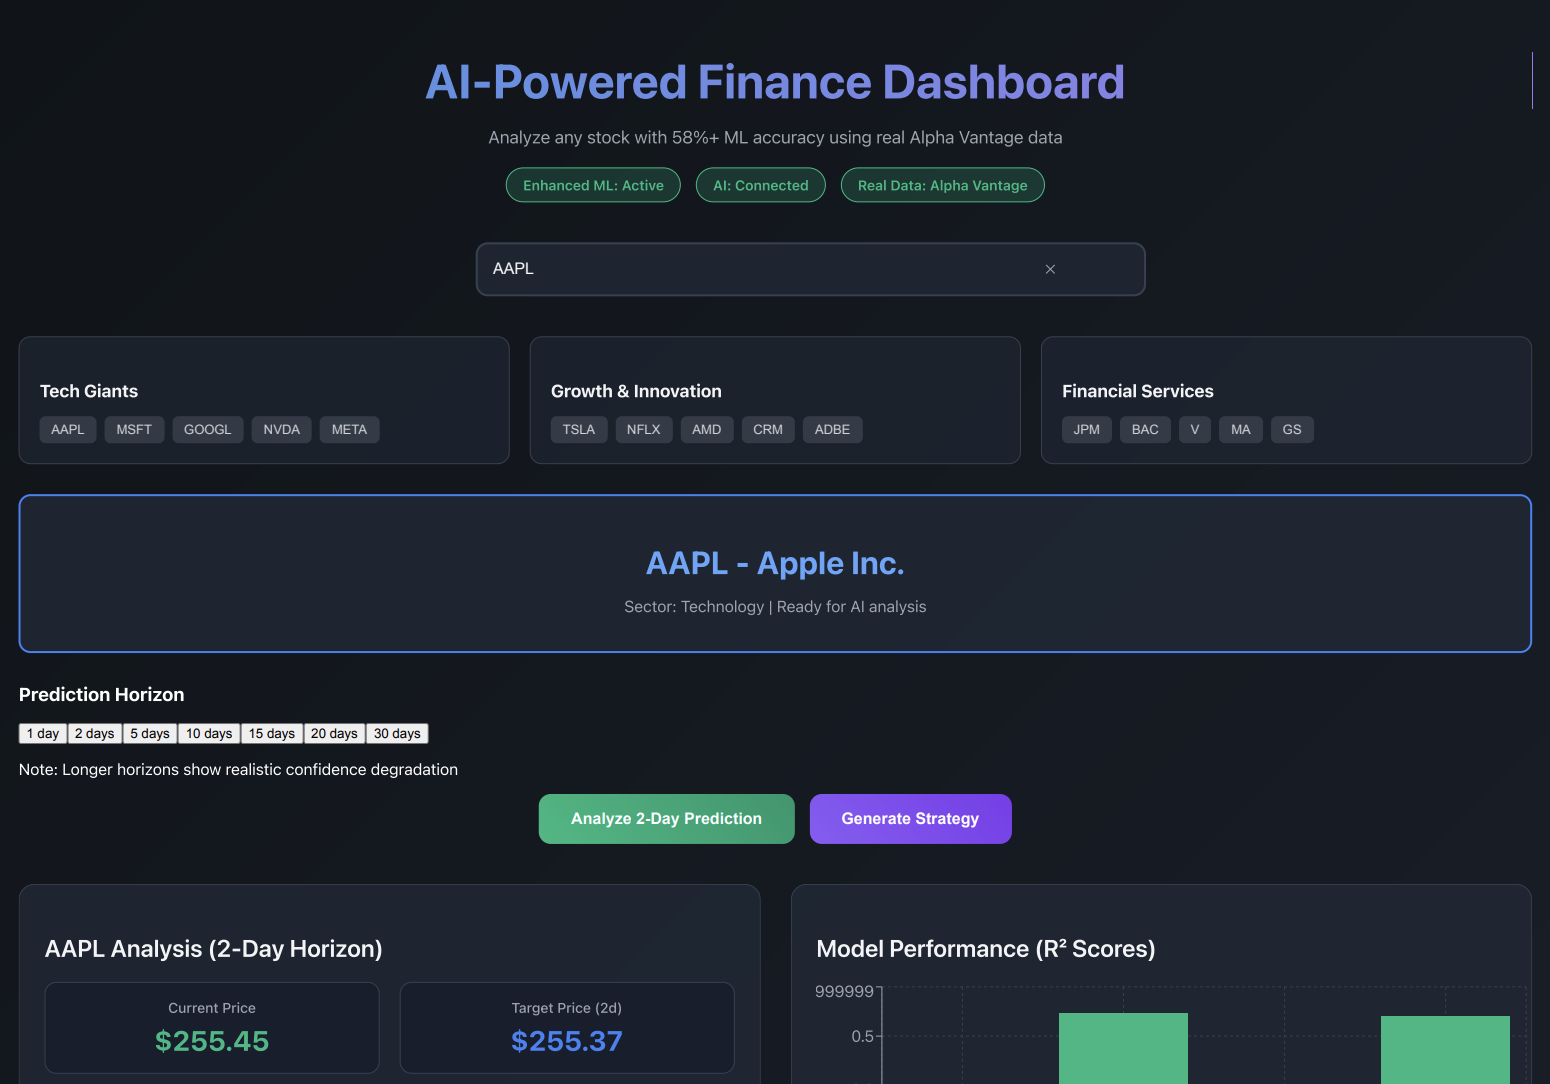 AI-Powered Finance Dashboard
Analyze any stock with 58%+ ML accuracy using real Alpha Vantage data
Enhanced ML: Active
AI: Connected
Real Data: Alpha Vantage
AAPL
Tech Giants
AAPL MSFT GOOGL NVDA META
Growth & Innovation
TSLA NFLX AMD CRM ADBE
Financial Services
JPM BAC V MA GS
AAPL - Apple Inc.
Sector: Technology | Ready for AI analysis
Prediction Horizon
1 day 2 days 5 days 10 days 15 days 20 days 30 days
Note: Longer horizons show realistic confidence degradation
Analyze 2-Day Prediction
Generate Strategy
AAPL Analysis (2-Day Horizon)
Current Price
$255.45
Target Price (2d)
$255.37
Model Performance (R² Scores)
999999
0.5